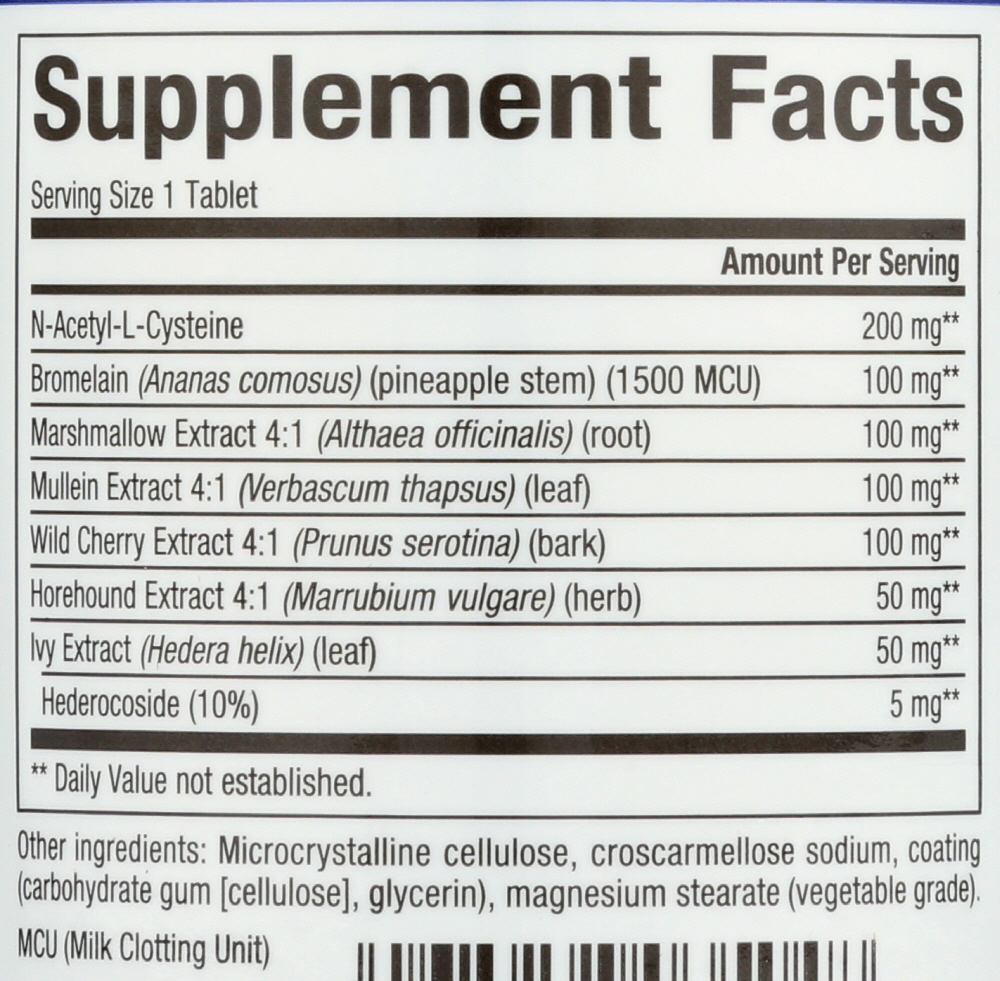 Supplement Facts
Serving Size 1 Tablet
Amount Per Serving
N-Acetyl-L-Cysteine 200 mg**
Bromelain (Ananas comosus) (pineapple stem) (1500 MCU) 100 mg**
Marshmallow Extract 4:1 (Althaea officinalis) (root) 100 mg**
Mullein Extract 4:1 (Verbascum thapsus) (leaf) 100 mg**
Wild Cherry Extract 4:1 (Prunus serotina) (bark) 100 mg**
Horehound Extract 4:1 (Marrubium vulgare) (herb) 50 mg**
Ivy Extract (Hedera helix) (leaf) 50 mg**
Hederocoside (10%) 5 mg**
** Daily Value not established.
Other ingredients: Microcrystalline cellulose, croscarmellose sodium, coating
(carbohydrate gum [cellulose], glycerin), magnesium stearate (vegetable grade).
MCU (Milk Clotting Unit)